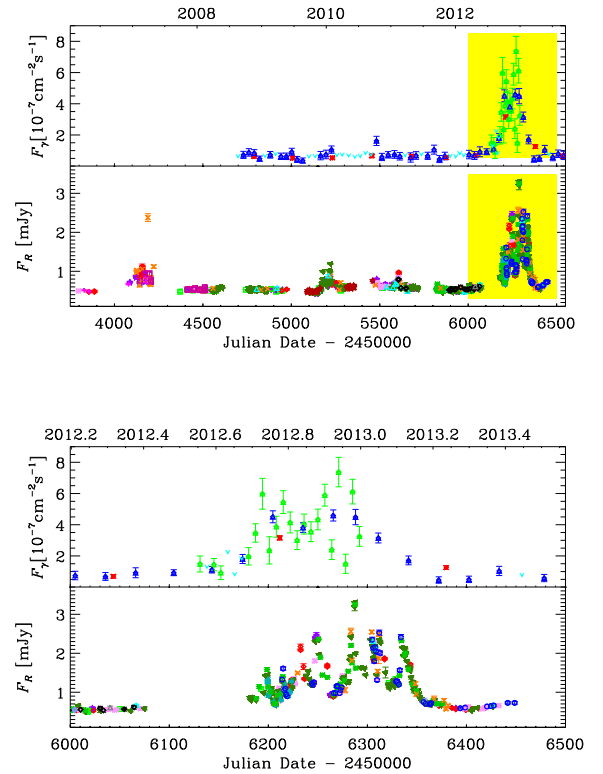 2008 2010 2012
8
6
4
2
F_γ[10⁻⁷cm⁻²s⁻¹]
3
2
1
F_R [mJy]
4000 4500 5000 5500 6000 6500
Julian Date − 2450000
2012.2 2012.4 2012.6 2012.8 2013.0 2013.2 2013.4
8
6
4
2
F_γ[10⁻⁷cm⁻²s⁻¹]
3
2
1
F_R [mJy]
6000 6100 6200 6300 6400 6500
Julian Date − 2450000